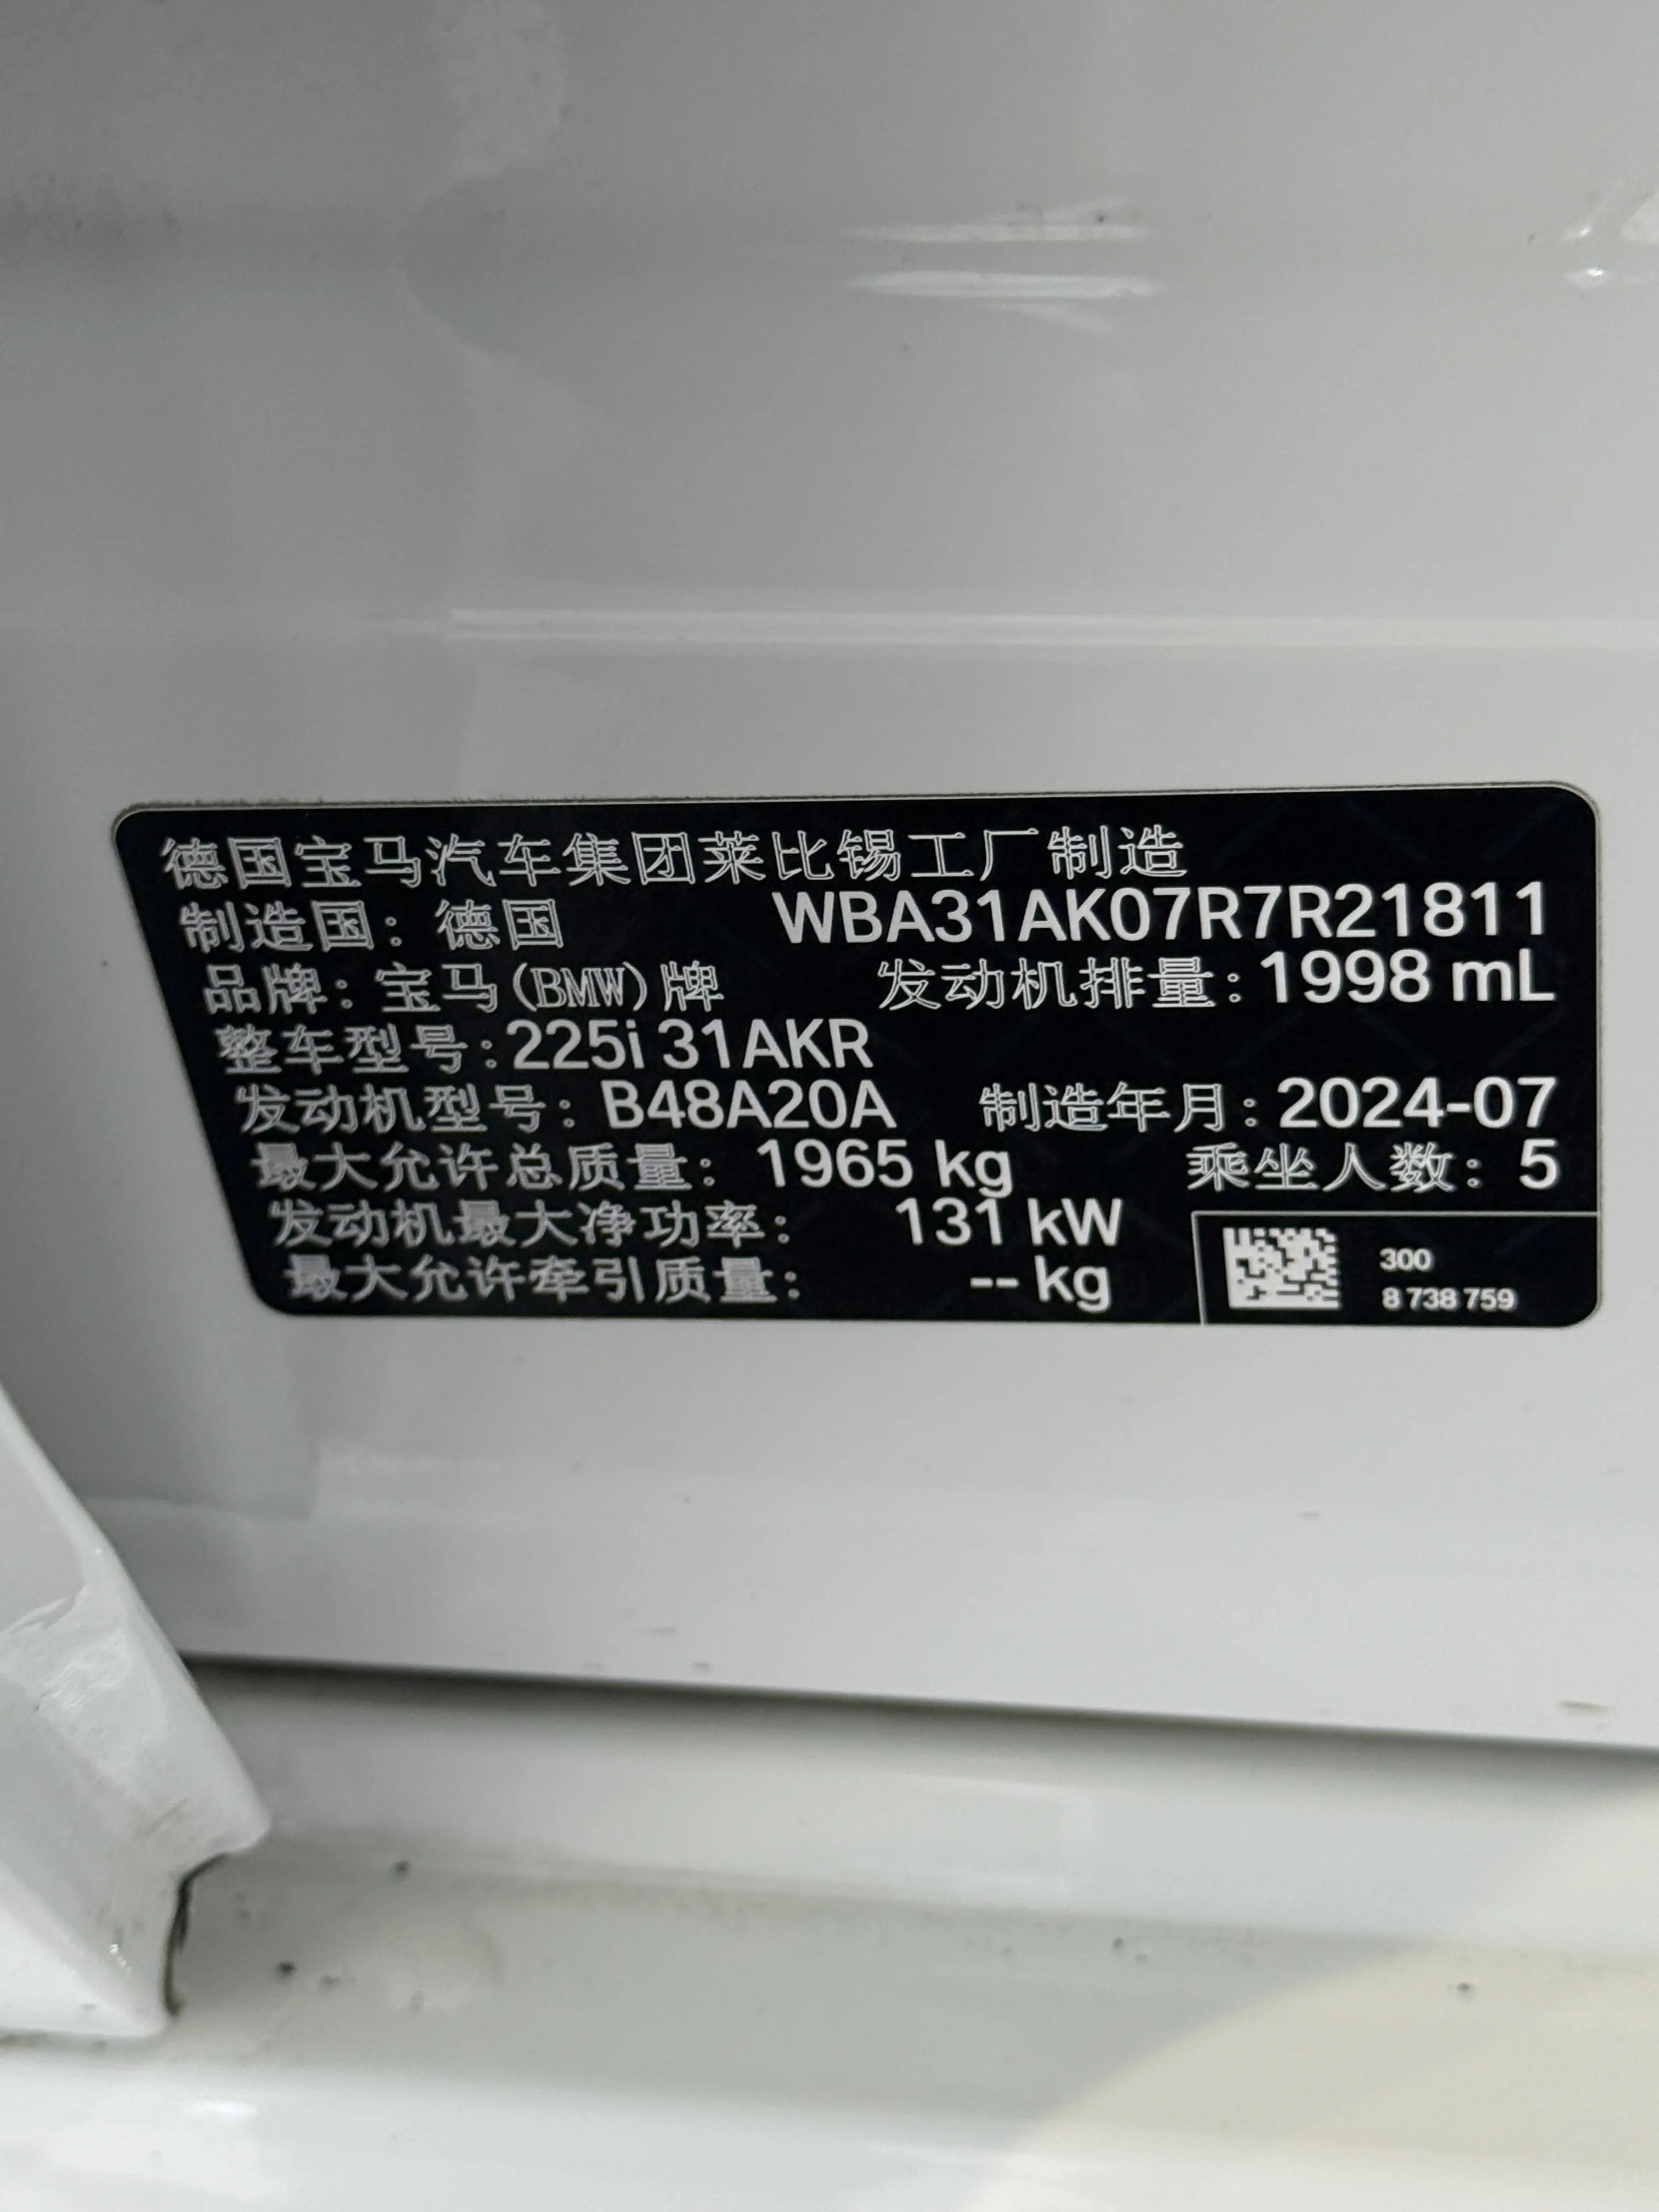 德国宝马汽车集团莱比锡工厂制造
制造国：德国 WBA31AK07R7R21811
品牌：宝马(BMW)牌 发动机排量：1998 mL
整车型号：225i 31AKR
发动机型号：B48A20A 制造年月：2024-07
最大允许总质量：1965 kg 乘坐人数：5
发动机最大净功率：131 kW
最大允许牵引质量：-- kg
300
8 738 759